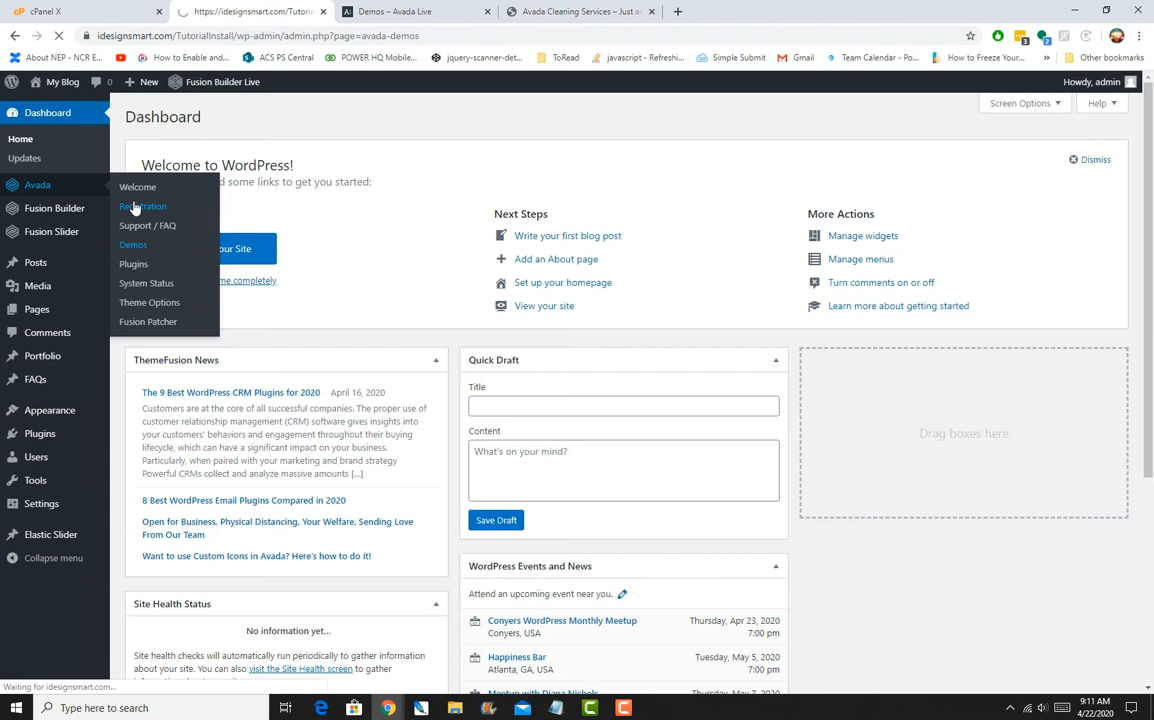 cPanel X
https://idesignsmart.com/Tutoria
Demos – Avada Live
Avada Cleaning Services – Just a
idesignsmart.com/TutorialInstall/wp-admin/admin.php?page=avada-demos
About NEP - NCR E...
How to Enable and...
ACS PS Central
POWER HQ Mobile...
jquery-scanner-det...
ToRead
javascript - Refreshi...
Simple Submit
Gmail
Team Calendar - Po...
How to Freeze Your...
»
Other bookmarks
My Blog
0
New
Fusion Builder Live
Howdy, admin
Dashboard
Home
Updates
Avada
Fusion Builder
Fusion Slider
Posts
Media
Pages
Comments
Portfolio
FAQs
Appearance
Plugins
Users
Tools
Settings
Elastic Slider
Collapse menu
Welcome
Support / FAQ
Demos
Plugins
System Status
Theme Options
Fusion Patcher
Dashboard
Screen Options
Help
Welcome to WordPress!
Dismiss
some links to get you started:
our Site
me completely
Next Steps
Write your first blog post
Add an About page
Set up your homepage
View your site
More Actions
Manage widgets
Manage menus
Turn comments on or off
Learn more about getting started
ThemeFusion News
The 9 Best WordPress CRM Plugins for 2020 April 16, 2020
Customers are at the core of all successful companies. The proper use of
customer relationship management (CRM) software gives insights into
your customers' behaviors and engagement throughout their buying
lifecycle, which can have a significant impact on your business.
Particularly, when paired with your marketing and brand strategy
Powerful CRMs collect and analyze massive amounts [...]
8 Best WordPress Email Plugins Compared in 2020
Open for Business, Physical Distancing, Your Welfare, Sending Love
From Our Team
Want to use Custom Icons in Avada? Here's how to do it!
Site Health Status
No information yet...
Site health checks will automatically run periodically to gather information
about your site. You can also visit the Site Health screen to gather
Quick Draft
Title
Content
What's on your mind?
Save Draft
WordPress Events and News
Attend an upcoming event near you.
Conyers WordPress Monthly Meetup
Conyers, USA
Thursday, Apr 23, 2020
7:00 pm
Happiness Bar
Atlanta, GA, USA
Tuesday, May 5, 2020
7:00 pm
Meetup with Diana Nichols
Thursday, May 7, 2020
Drag boxes here
Waiting for idesignsmart.com...
Type here to search
9:11 AM
4/22/2020